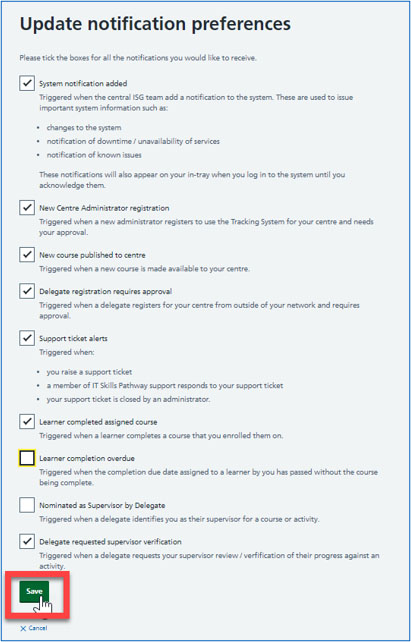 Update notification preferences
Please tick the boxes for all the notifications you would like to receive.
System notification added
Triggered when the central ISG team add a notification to the system. These are used to issue
important system information such as:
• changes to the system
• notification of downtime / unavailability of services
• notification of known issues
These notifications will also appear on your in-tray when you log in to the system until you
acknowledge them.
New Centre Administrator registration
Triggered when a new administrator registers to use the Tracking System for your centre and needs
your approval.
New course published to centre
Triggered when a new course is made available to your centre.
Delegate registration requires approval
Triggered when a delegate registers for your centre from outside of your network and requires
approval.
Support ticket alerts
Triggered when:
• you raise a support ticket
• a member of IT Skills Pathway support responds to your support ticket
• your support ticket is closed by an administrator.
Learner completed assigned course
Triggered when a learner completes a course that you enrolled them on.
Learner completion overdue
Triggered when the completion due date assigned to a learner by you has passed without the course
being complete.
Nominated as Supervisor by Delegate
Triggered when a delegate identifies you as their supervisor for a course or activity.
Delegate requested supervisor verification
Triggered when a delegate requests your supervisor review / verfification of their progress against an
activity.
Save
Cancel